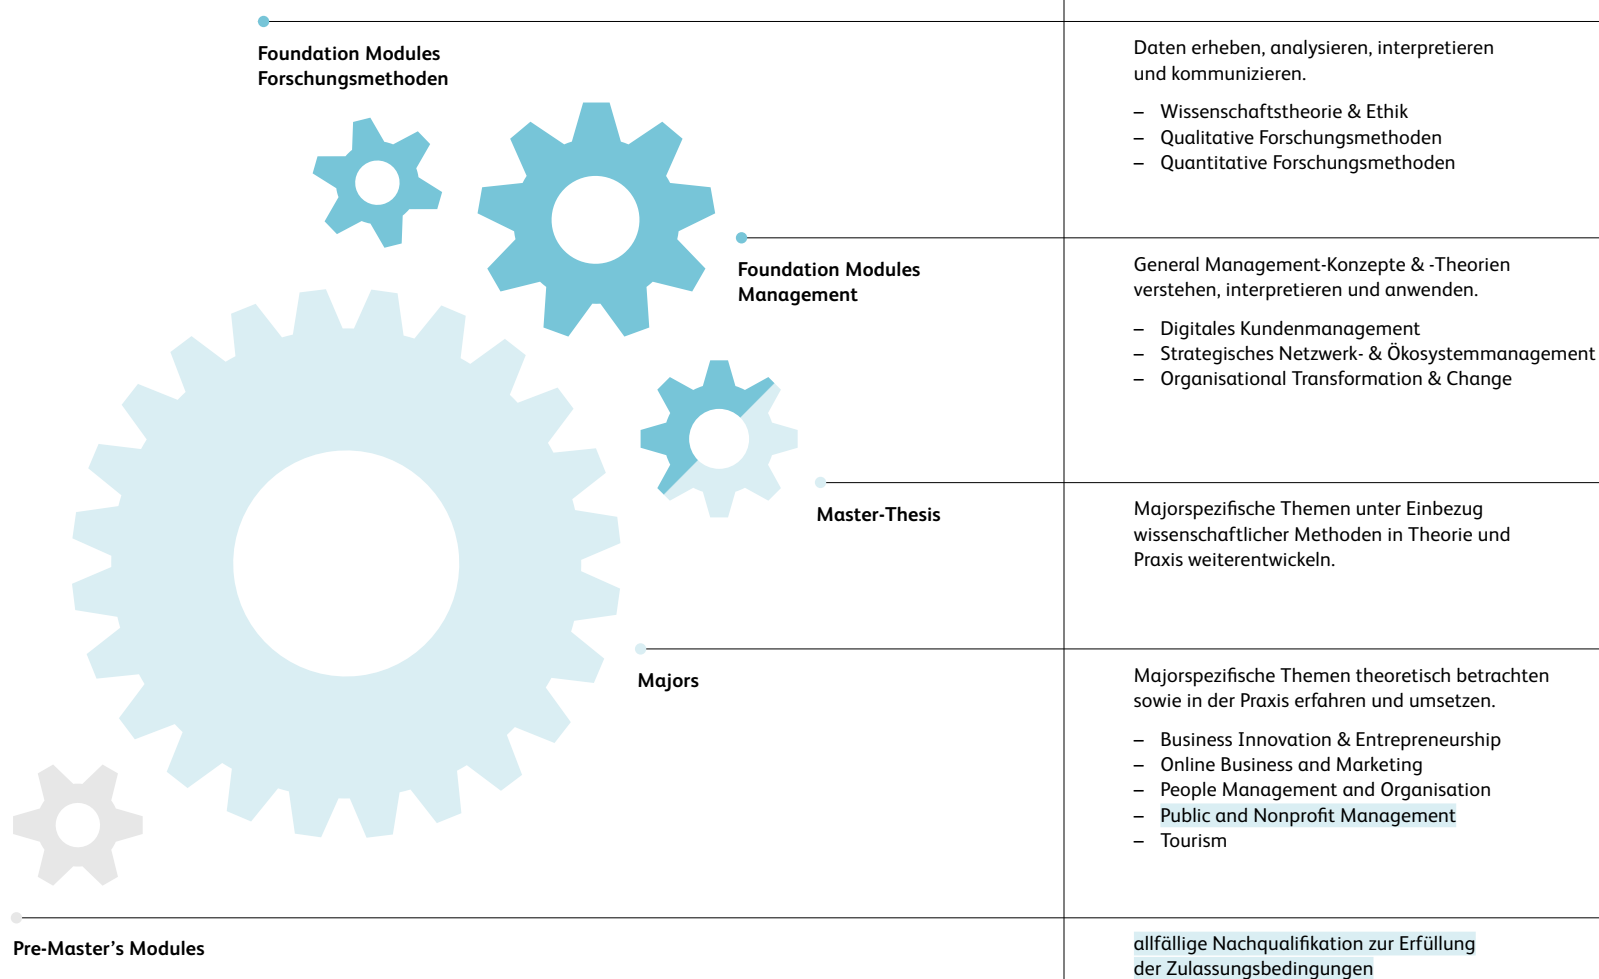 Foundation Modules
Forschungsmethoden
Daten erheben, analysieren, interpretieren
und kommunizieren.
– Wissenschaftstheorie & Ethik
– Qualitative Forschungsmethoden
– Quantitative Forschungsmethoden
Foundation Modules
Management
General Management-Konzepte & -Theorien
verstehen, interpretieren und anwenden.
– Digitales Kundenmanagement
– Strategisches Netzwerk- & Ökosystemmanagement
– Organisational Transformation & Change
Master-Thesis
Majorspezifische Themen unter Einbezug
wissenschaftlicher Methoden in Theorie und
Praxis weiterentwickeln.
Majors
Majorspezifische Themen theoretisch betrachten
sowie in der Praxis erfahren und umsetzen.
– Business Innovation & Entrepreneurship
– Online Business and Marketing
– People Management and Organisation
– Public and Nonprofit Management
– Tourism
Pre-Master’s Modules
allfällige Nachqualifikation zur Erfüllung
der Zulassungsbedingungen